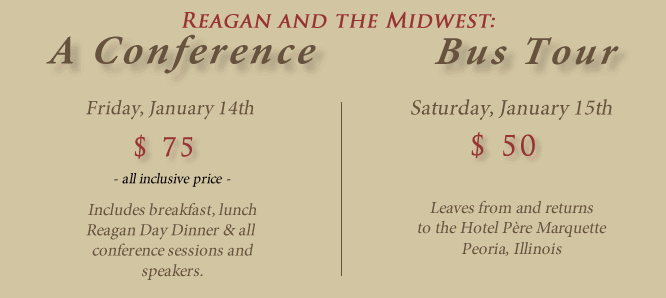 Reagan and the Midwest:
A Conference
Bus Tour
Friday, January 14th
$ 75
- all inclusive price -
Includes breakfast, lunch
Reagan Day Dinner & all
conference sessions and
speakers.
Saturday, January 15th
$ 50
Leaves from and returns
to the Hotel Père Marquette
Peoria, Illinois